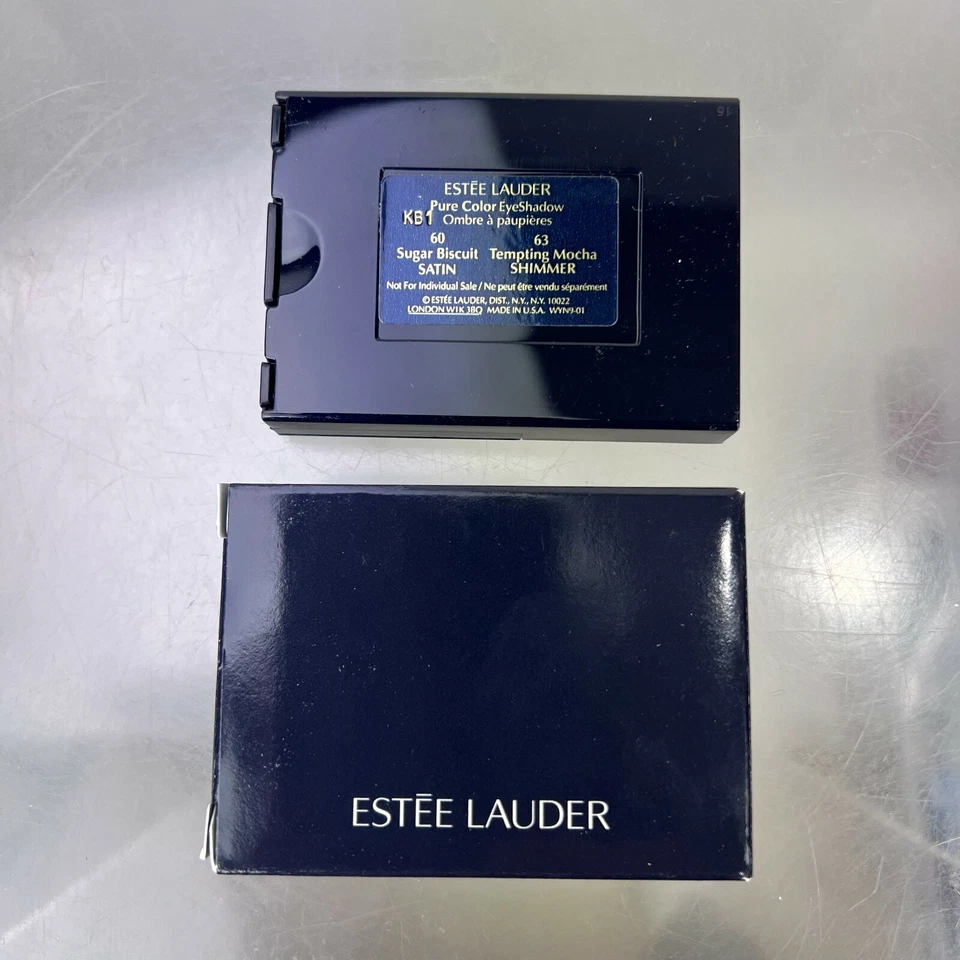 15
ESTĒE LAUDER
Pure Color EyeShadow
KB1 Ombre à paupières
60 63
Sugar Biscuit Tempting Mocha
SATIN SHIMMER
Not For Individual Sale / Ne peut être vendu séparément
© ESTĒE LAUDER, DIST., N.Y., N.Y. 10022
LONDON W1K 3BQ MADE IN U.S.A. WYN9-01
ESTĒE LAUDER